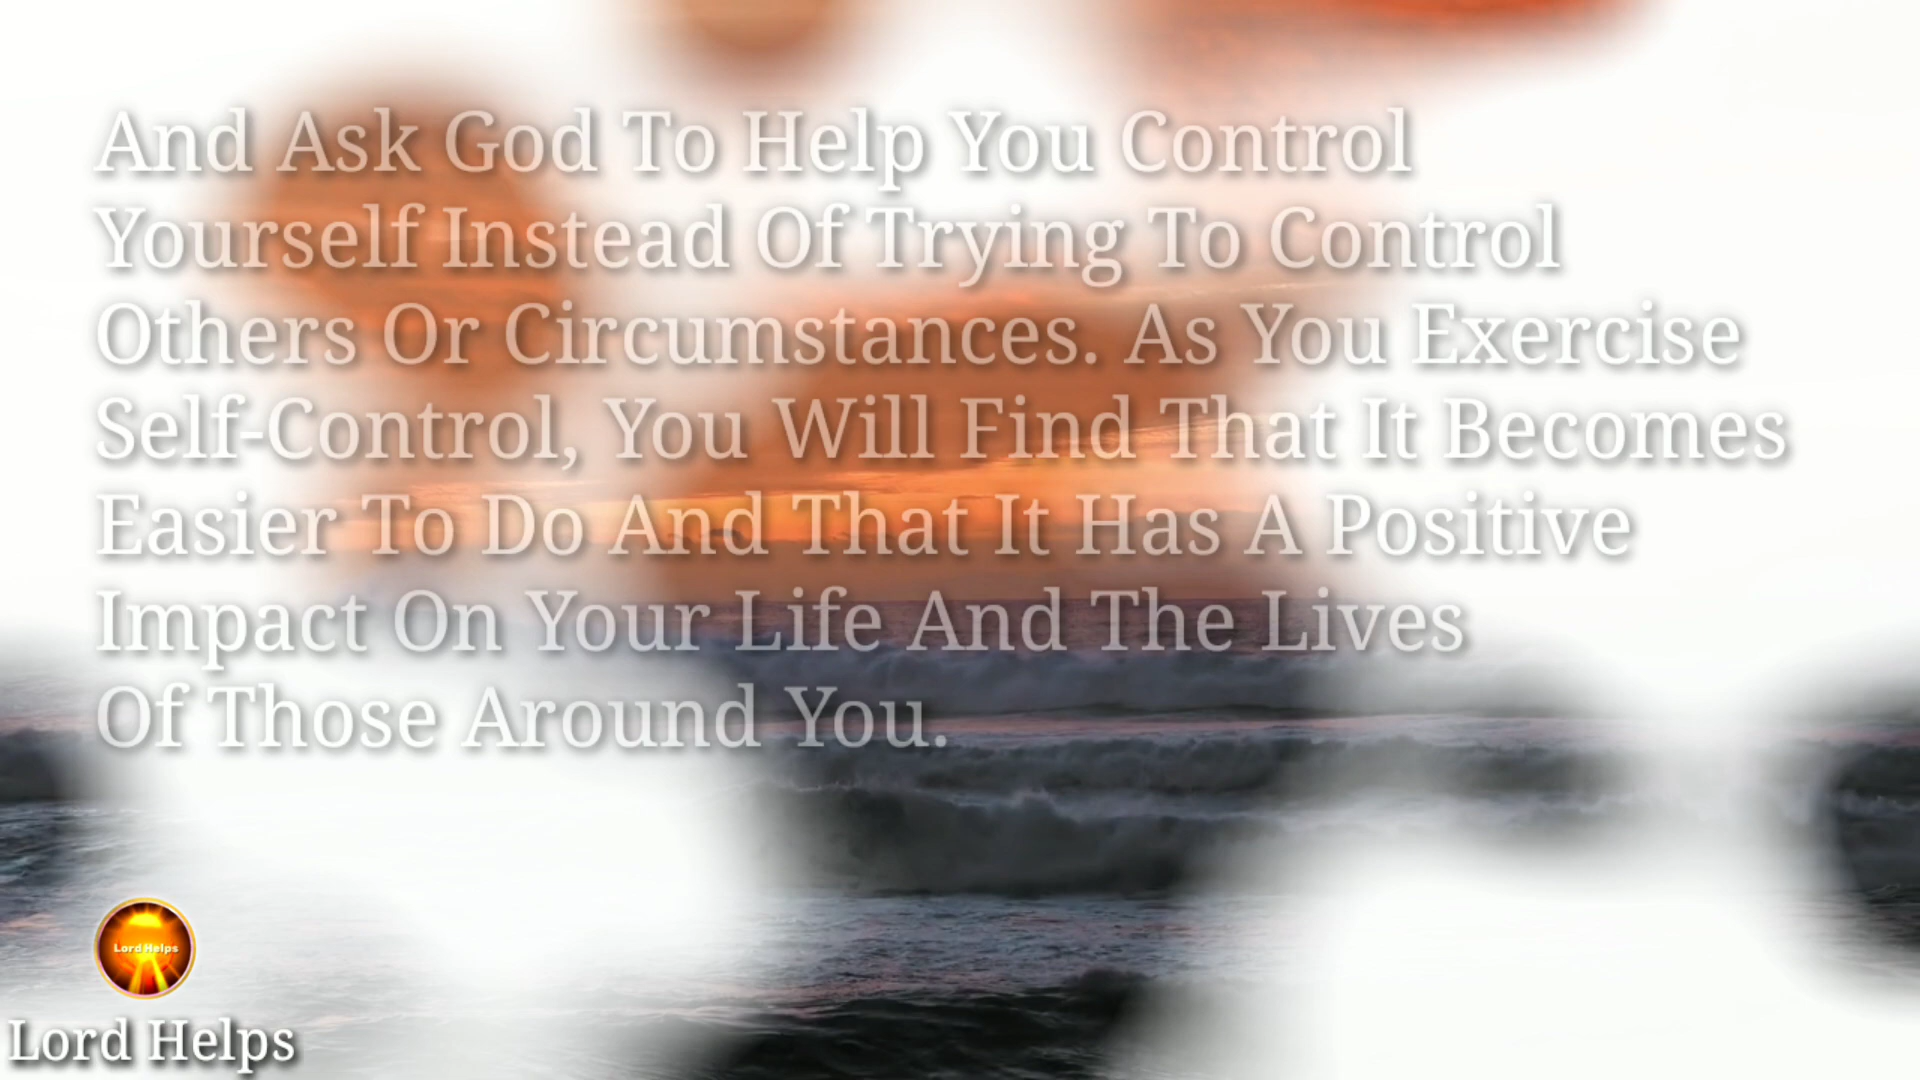 And Ask God To Help You Control
Yourself Instead Of Trying To Control
Others Or Circumstances. As You Exercise
Self-Control, You Will Find That It Becomes
Easier To Do And That It Has A Positive
Impact On Your Life And The Lives
Of Those Around You.
Lord Helps
Lord Helps